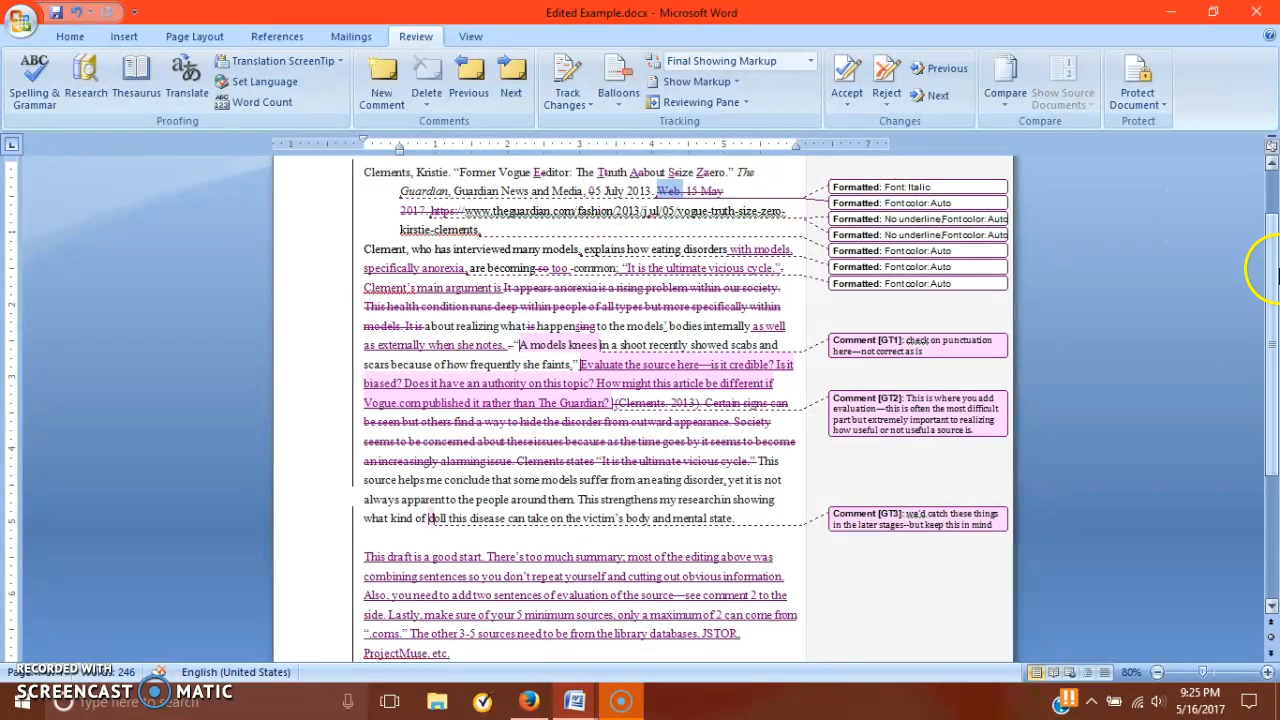 Edited Example.docx - Microsoft Word
Home Insert Page Layout References Mailings Review View
ABC
Spelling & Grammar
Research
Thesaurus
Translate
Translation ScreenTip
Set Language
Word Count
Proofing
New Comment
Delete
Previous
Next
Comments
Track Changes
Balloons
Final Showing Markup
Show Markup
Reviewing Pane
Tracking
Accept
Reject
Previous
Next
Changes
Compare
Show Source Documents
Compare
Protect Document
Protect
1 1 2 3 4 5 7
Clements, Kristie. “Former Vogue Eeditor: The Ttruth Aabout Ssize Zzero.” The
Guardian, Guardian News and Media, 05 July 2013, Web. 15 May
2017. https://www.theguardian.com/fashion/2013/jul/05/vogue-truth-size-zero-
kirstie-clements.
Clement, who has interviewed many models, explains how eating disorders with models,
specifically anorexia, are becoming so too common: “It is the ultimate vicious cycle.”
Clement’s main argument is It appears anorexia is a rising problem within our society.
This health condition runs deep within people of all types but more specifically within
models. It is about realizing what is happensing to the models’ bodies internally as well
as externally when she notes, “A models knees in a shoot recently showed scabs and
scars because of how frequently she faints,” Evaluate the source here—is it credible? Is it
biased? Does it have an authority on this topic? How might this article be different if
Vogue.com published it rather than The Guardian? (Clements, 2013). Certain signs can
be seen but others find a way to hide the disorder from outward appearance. Society
seems to be concerned about these issues because as the time goes by it seems to become
an increasingly alarming issue. Clements states “It is the ultimate vicious cycle.” This
source helps me conclude that some models suffer from an eating disorder, yet it is not
always apparent to the people around them. This strengthens my research in showing
what kind of doll this disease can take on the victim’s body and mental state.
This draft is a good start. There’s too much summary; most of the editing above was
combining sentences so you don’t repeat yourself and cutting out obvious information.
Also, you need to add two sentences of evaluation of the source—see comment 2 to the
side. Lastly, make sure of your 5 minimum sources, only a maximum of 2 can come from
“.coms.” The other 3-5 sources need to be from the library databases, JSTOR,
ProjectMuse, etc.
Formatted: Font: Italic
Formatted: Font color: Auto
Formatted: No underline,Font color: Auto
Formatted: No underline,Font color: Auto
Formatted: Font color: Auto
Formatted: Font color: Auto
Formatted: Font color: Auto
Comment [GT1]: check on punctuation
here—not correct as is
Comment [GT2]: This is where you add
evaluation—this is often the most difficult
part but extremely important to realizing
how useful or not useful a source is.
Comment [GT3]: we'd catch these things
in the later stages--but keep this in mind
246
English (United States)
80%
RECORDED WITH
SCREENCAST MATIC
9:25 PM
5/16/2017